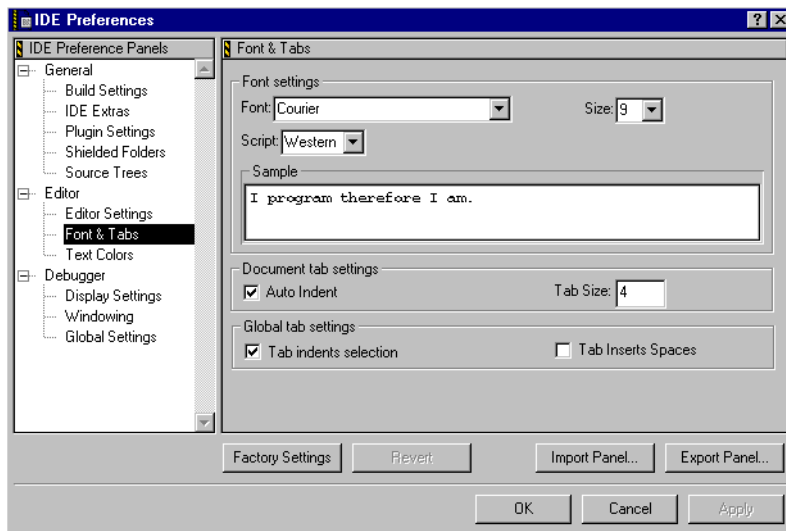 IDE Preferences
IDE Preference Panels
General
Build Settings
IDE Extras
Plugin Settings
Shielded Folders
Source Trees
Editor
Editor Settings
Font & Tabs
Text Colors
Debugger
Display Settings
Windowing
Global Settings
Font & Tabs
Font settings
Font: Courier Size: 9
Script: Western
Sample
I program therefore I am.
Document tab settings
Auto Indent Tab Size: 4
Global tab settings
Tab indents selection Tab Inserts Spaces
Factory Settings Revert Import Panel... Export Panel...
OK Cancel Apply